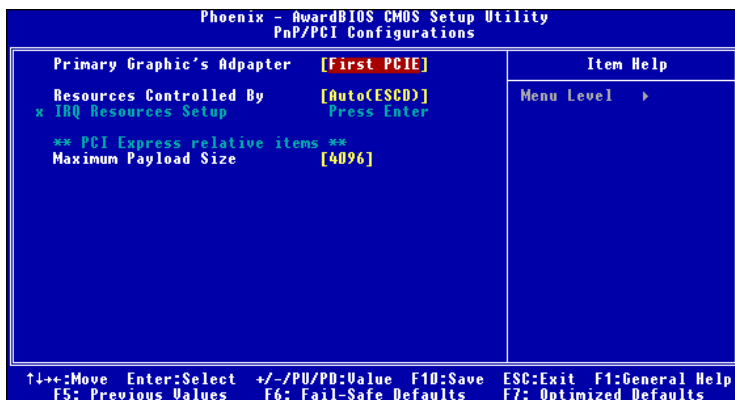 Phoenix - AwardBIOS CMOS Setup Utility
PnP/PCI Configurations
Primary Graphic's Adpapter [First PCIE]
Item Help
Resources Controlled By [Auto(ESCD)]
Menu Level ▸
x IRQ Resources Setup Press Enter
** PCI Express relative items **
Maximum Payload Size [4096]
↑↓→←:Move Enter:Select +/-/PU/PD:Value F10:Save ESC:Exit F1:General Help
F5: Previous Values F6: Fail-Safe Defaults F7: Optimized Defaults